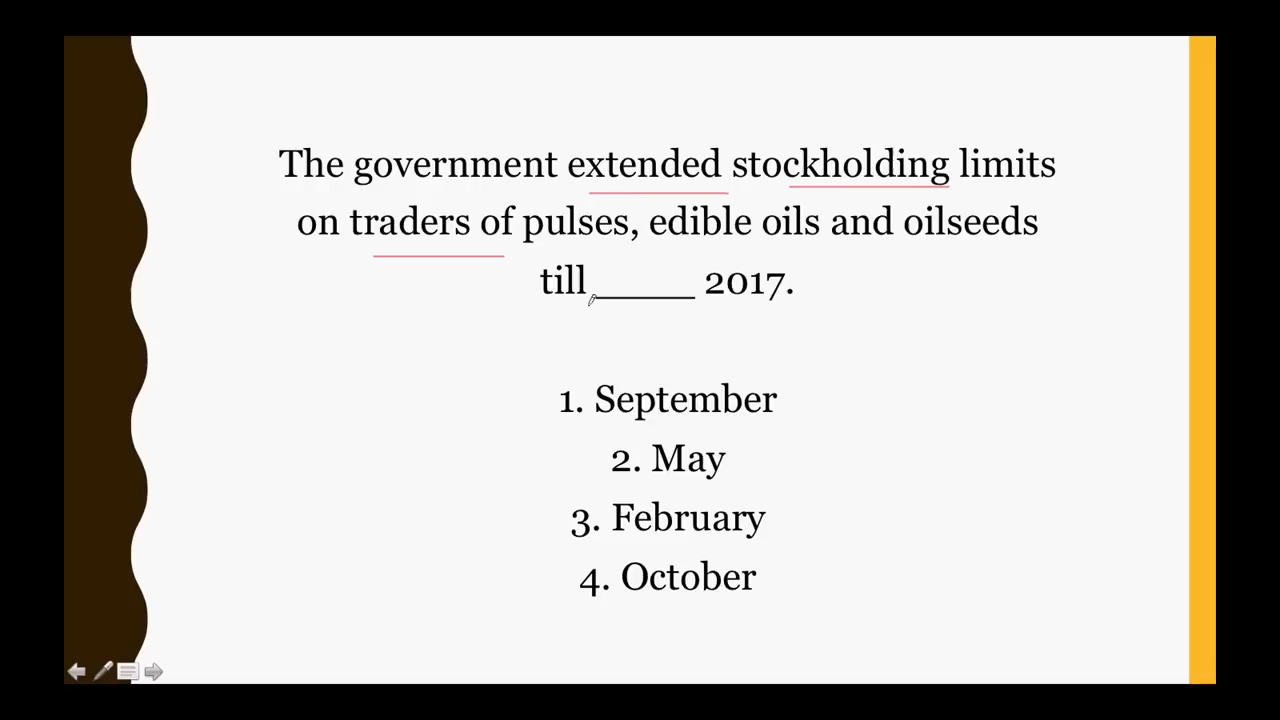 The government extended stockholding limits
on traders of pulses, edible oils and oilseeds
till ____ 2017.
1. September
2. May
3. February
4. October